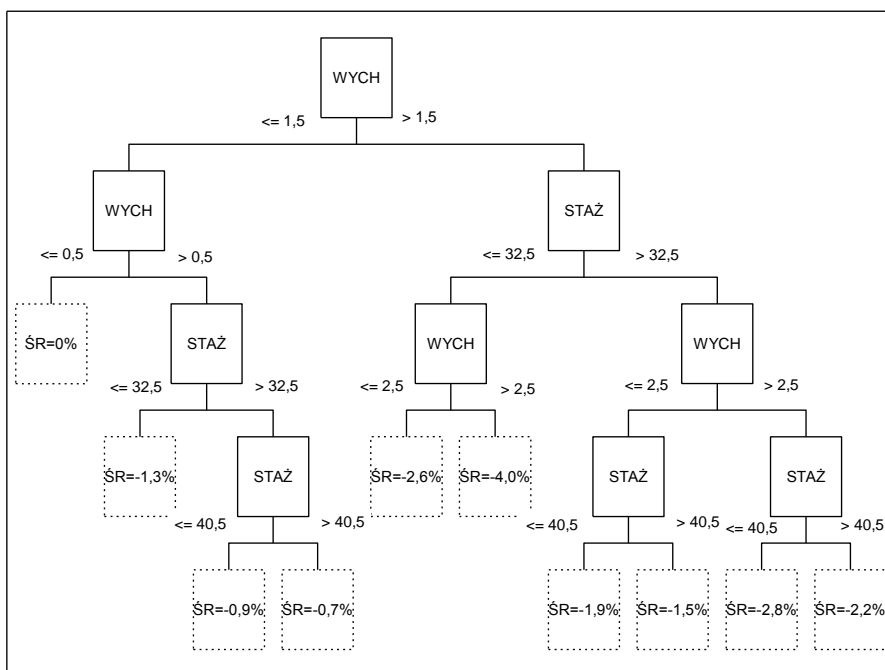 WYCH
<= 1,5 > 1,5
WYCH STAŻ
<= 0,5 > 0,5 <= 32,5 > 32,5
ŚR=0% STAŻ WYCH WYCH
<= 32,5 > 32,5 <= 2,5 > 2,5 <= 2,5 > 2,5
ŚR=-1,3% STAŻ ŚR=-2,6% ŚR=-4,0% STAŻ STAŻ
<= 40,5 > 40,5 <= 40,5 > 40,5 <= 40,5 > 40,5
ŚR=-0,9% ŚR=-0,7% ŚR=-1,9% ŚR=-1,5% ŚR=-2,8% ŚR=-2,2%